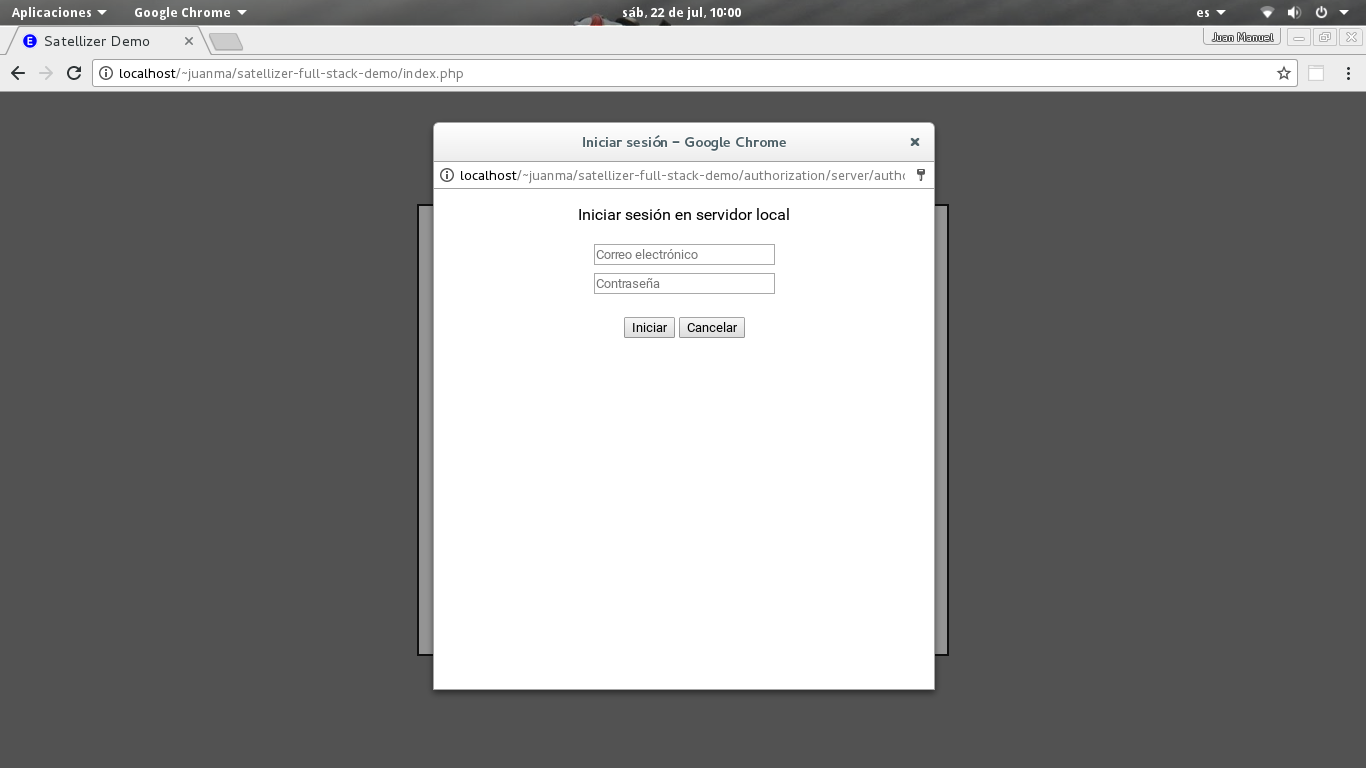 Aplicaciones Google Chrome sáb, 22 de jul, 10:00 es
E Satellizer Demo Juan Manuel
localhost/~juanma/satellizer-full-stack-demo/index.php
Iniciar sesión – Google Chrome
localhost/~juanma/satellizer-full-stack-demo/authorization/server/autho
Iniciar sesión en servidor local
Correo electrónico
Contraseña
Iniciar Cancelar